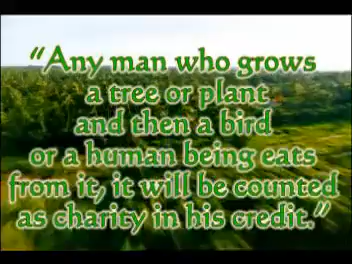 “Any man who grows
a tree or plant
and then a bird
or a human being eats
from it, it will be counted
as charity in his credit.”